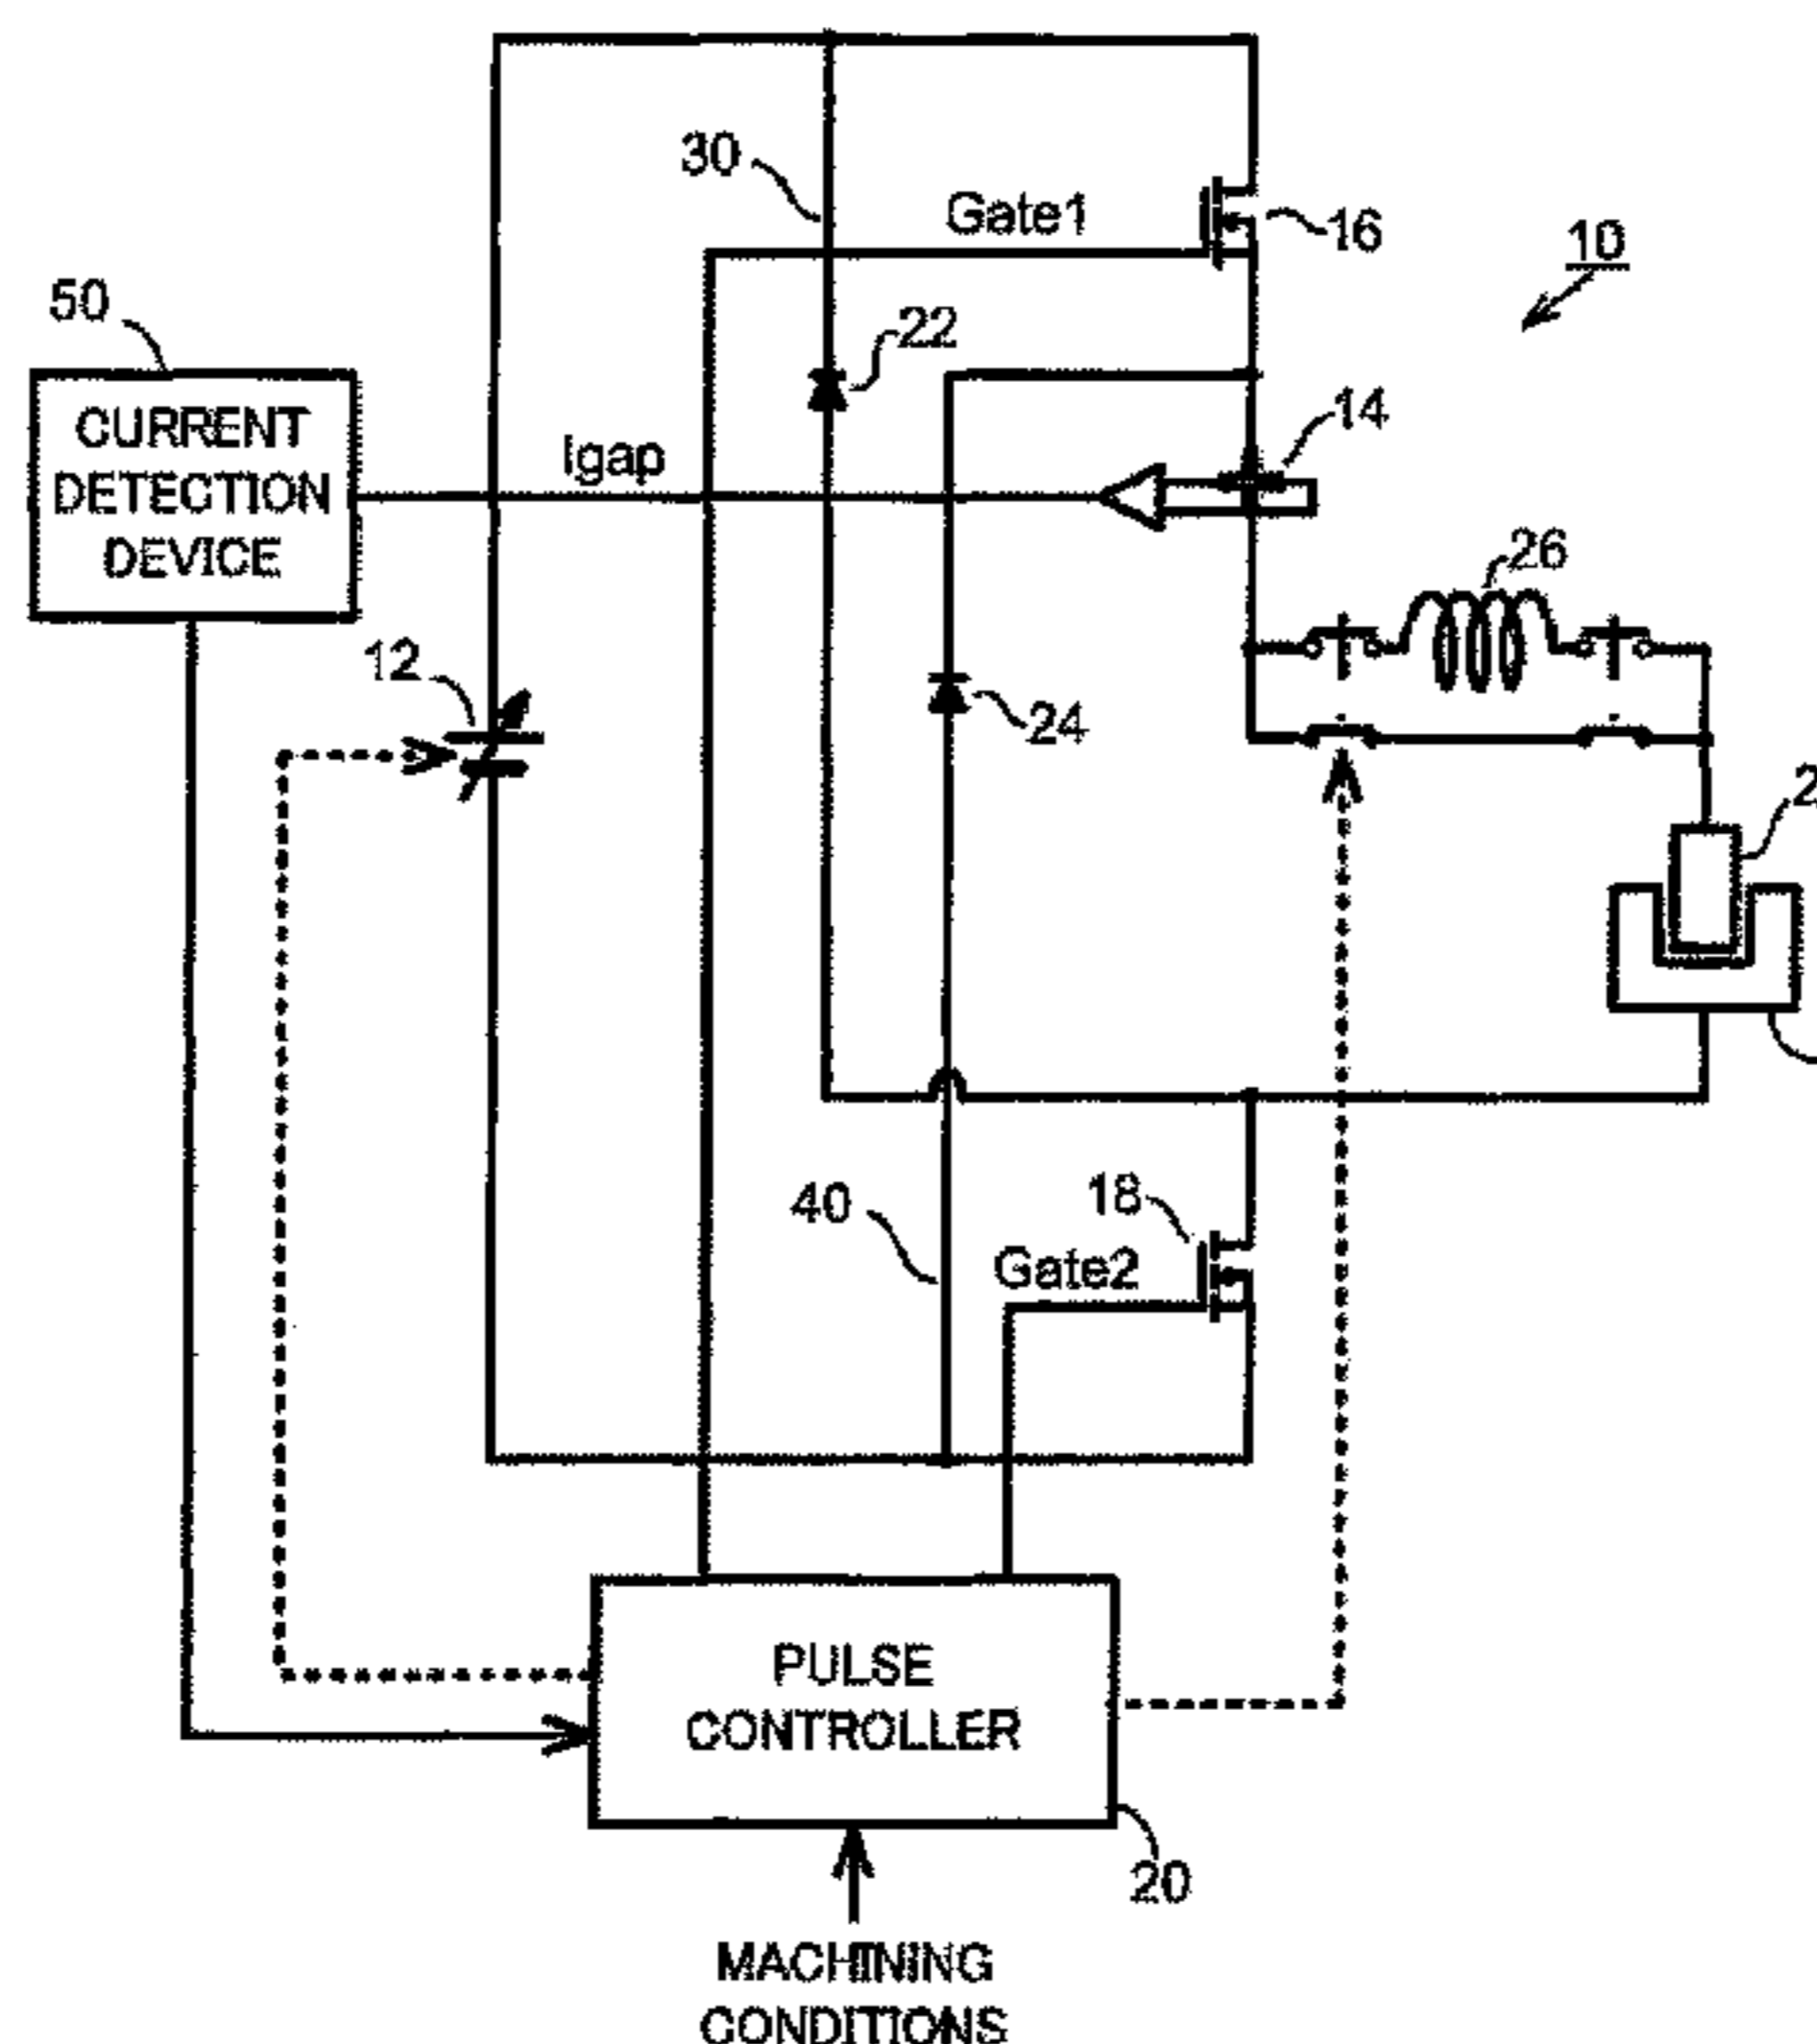 30
Gate1
16
10
50
22
CURRENT
DETECTION
DEVICE
Igap
14
26
12
24
40
18
Gate2
PULSE
CONTROLLER
20
MACHINING
CONDITIONS